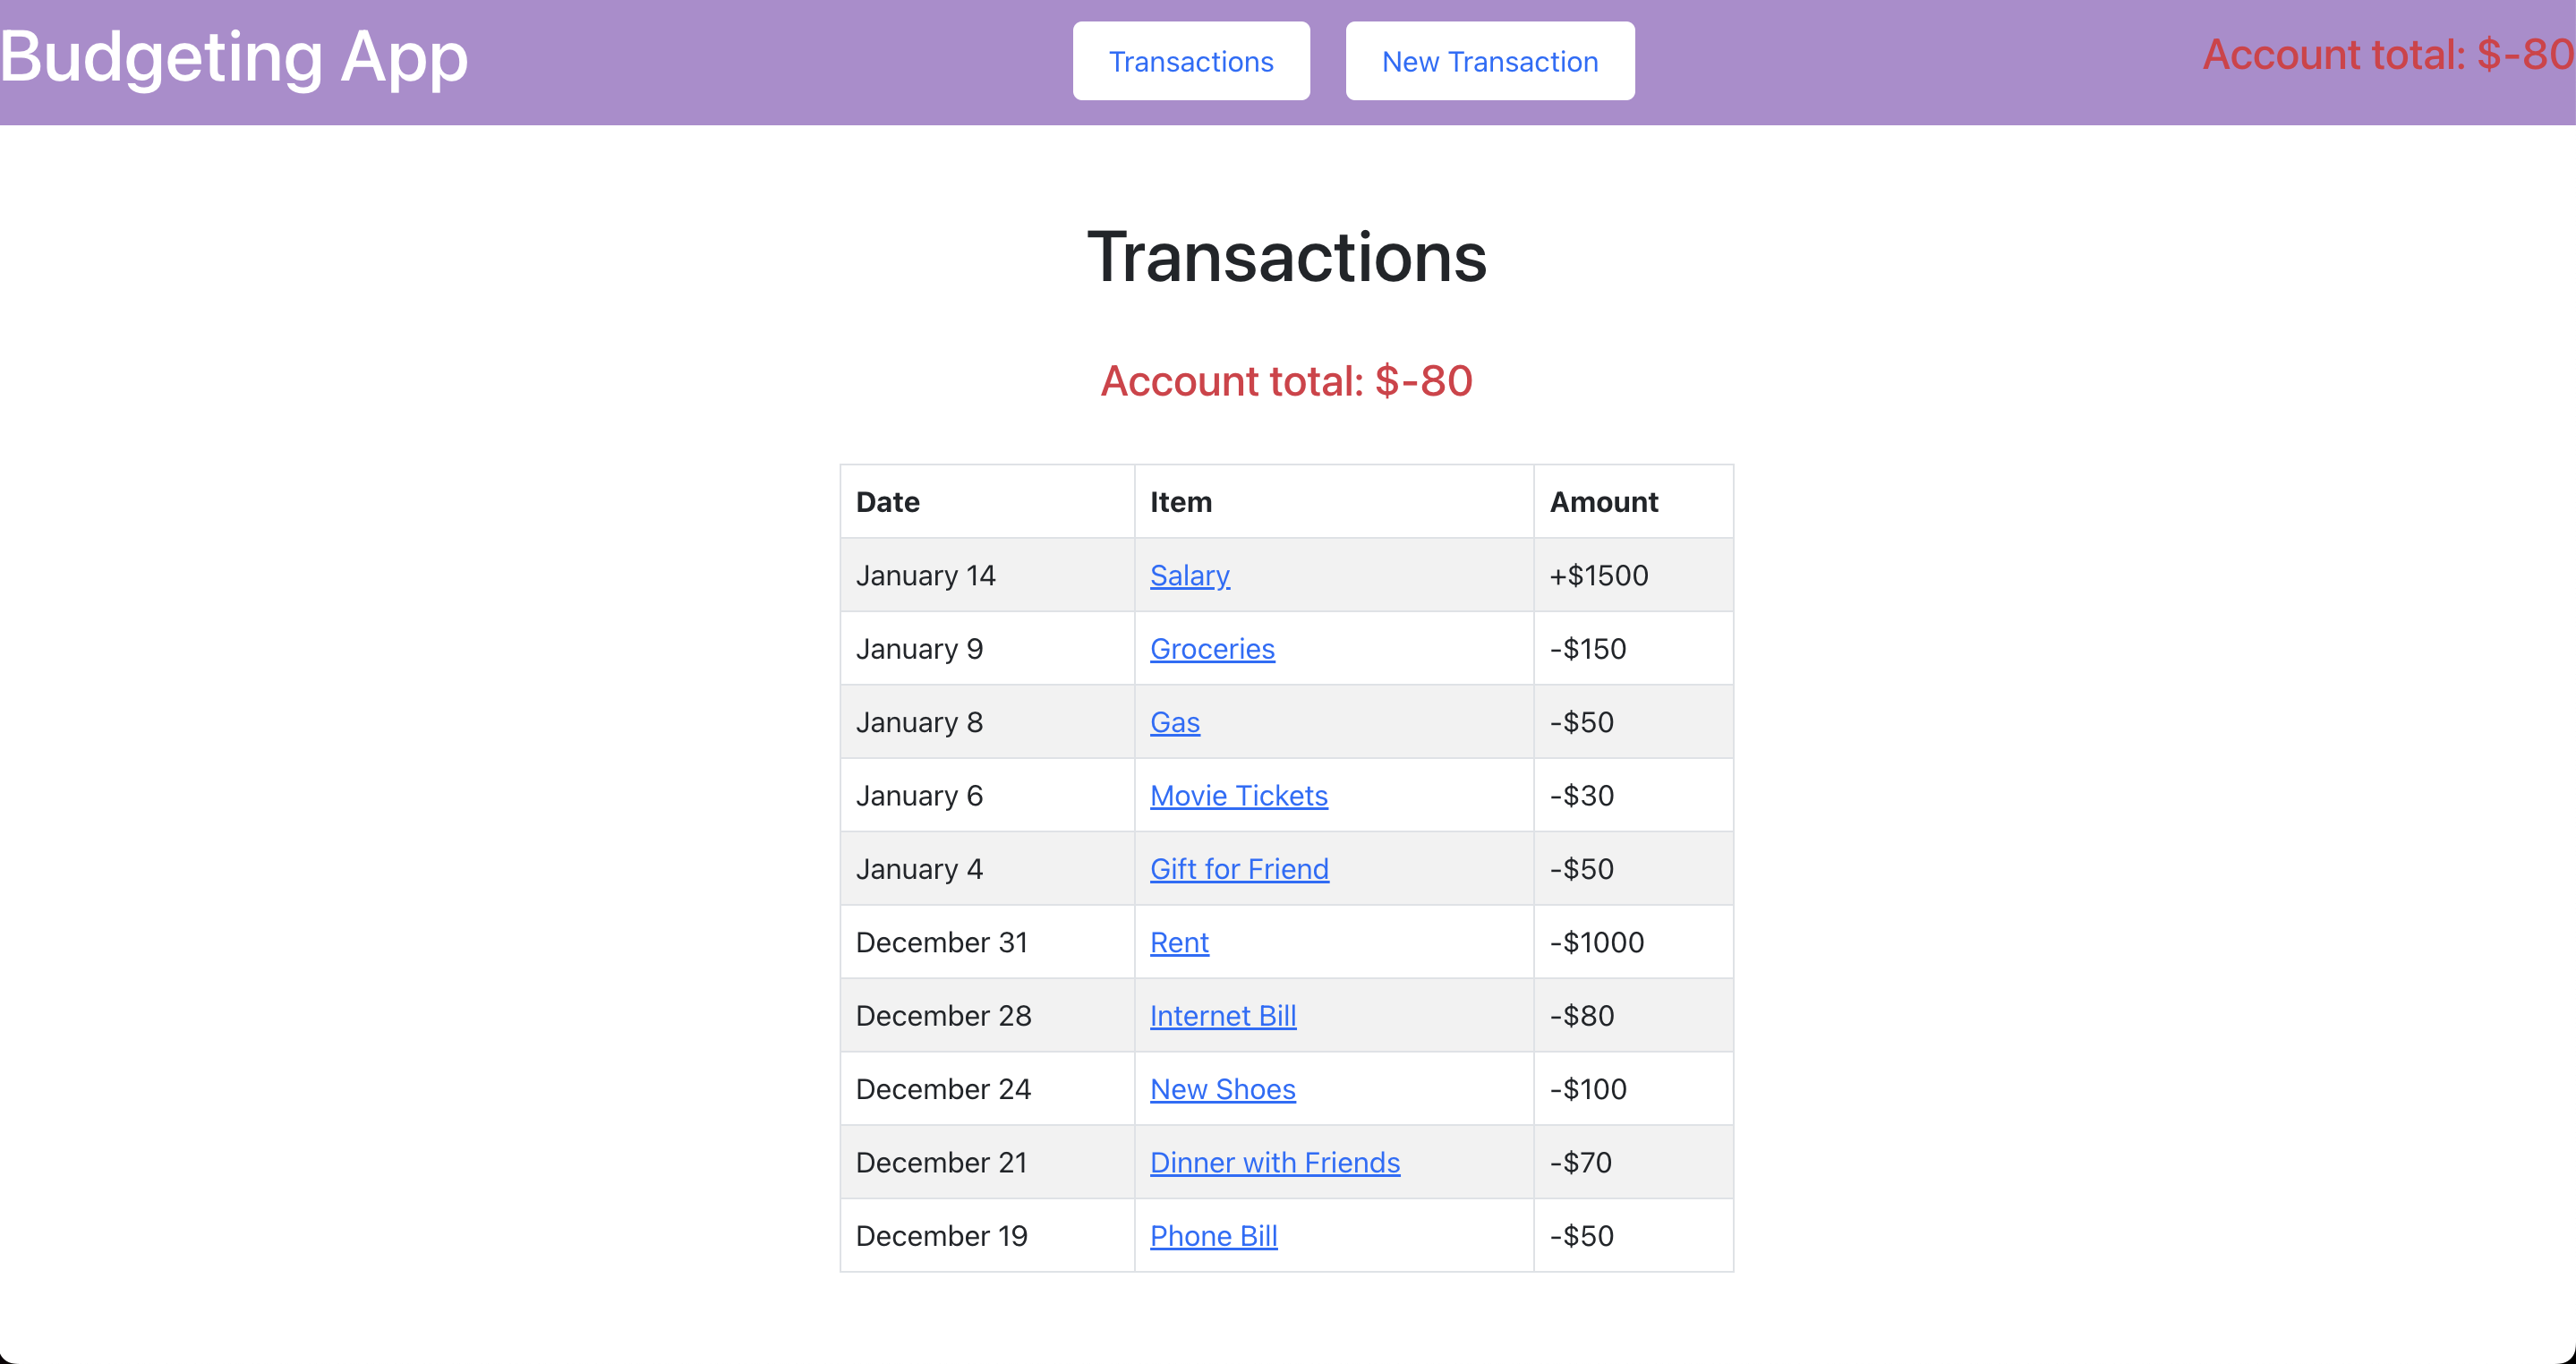 Budgeting App
Transactions
New Transaction
Account total: $-80
Transactions
Account total: $-80
Date Item Amount
January 14 Salary +$1500
January 9 Groceries -$150
January 8 Gas -$50
January 6 Movie Tickets -$30
January 4 Gift for Friend -$50
December 31 Rent -$1000
December 28 Internet Bill -$80
December 24 New Shoes -$100
December 21 Dinner with Friends -$70
December 19 Phone Bill -$50